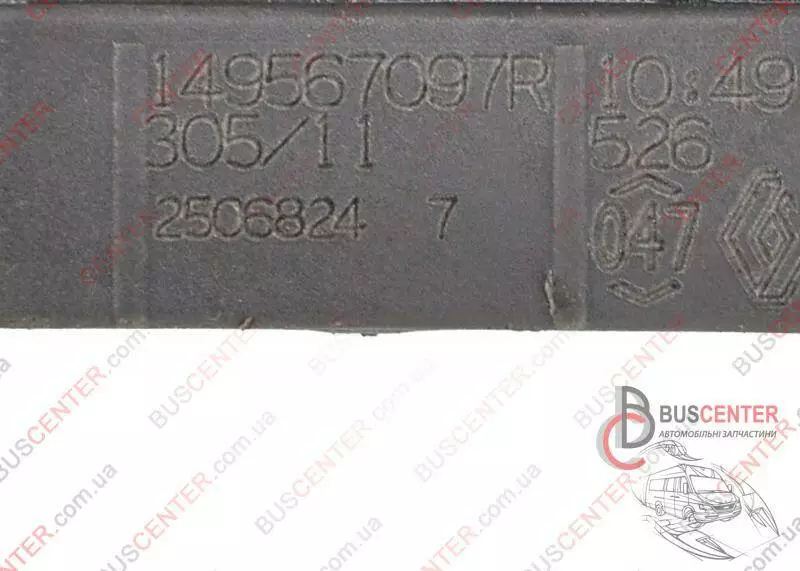 149567097R 10:49
305/11 526
2506824 7 047
BUSCENTER
АВТОМОБІЛЬНІ ЗАПЧАСТИНИ
BUSCENTER.com.ua